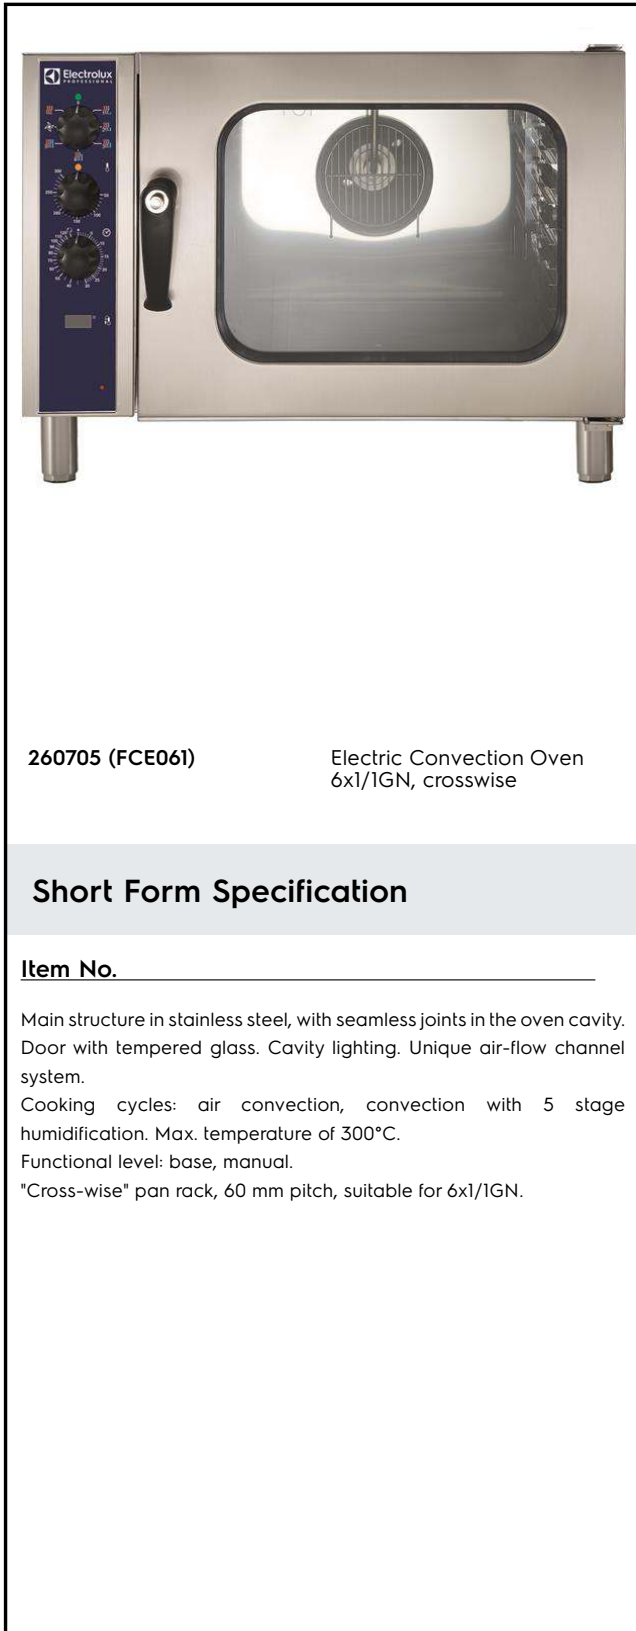 Electrolux
PROFESSIONAL
260705 (FCE061)
Electric Convection Oven
6x1/1GN, crosswise
Short Form Specification
Item No.
Main structure in stainless steel, with seamless joints in the oven cavity.
Door with tempered glass. Cavity lighting. Unique air-flow channel
system.
Cooking cycles: air convection, convection with 5 stage
humidification. Max. temperature of 300°C.
Functional level: base, manual.
"Cross-wise" pan rack, 60 mm pitch, suitable for 6x1/1GN.